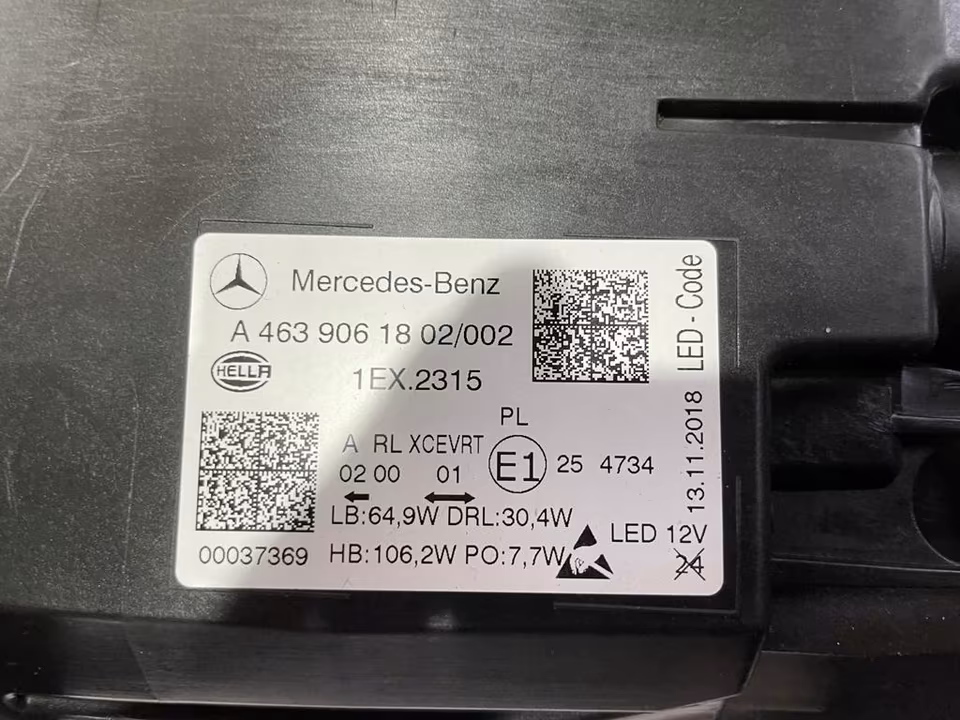 Mercedes-Benz
A 463 906 18 02/002
HELLA
1EX.2315
PL
A RL XCEVRT
02 00 01
E1 25 4734
LB:64,9W DRL:30,4W
00037369 HB:106,2W PO:7,7W
LED 12V
24
13.11.2018 LED-Code